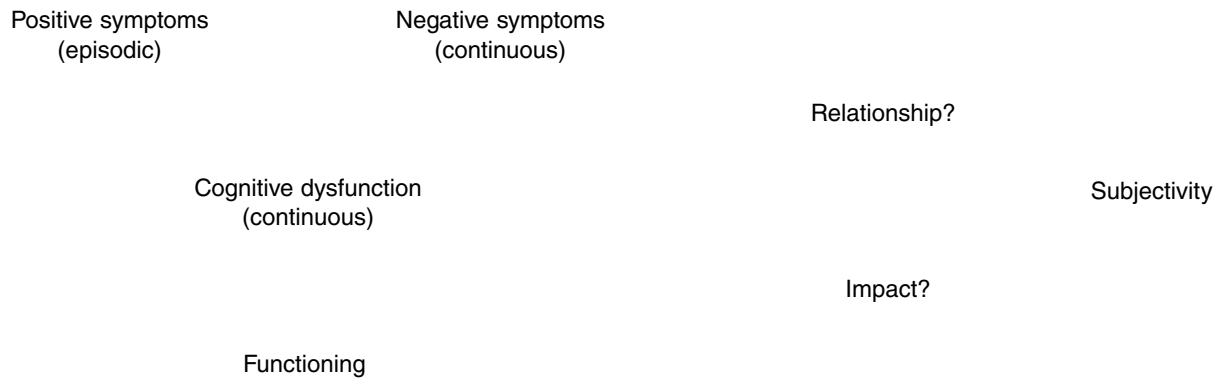 Positive symptoms
(episodic)
Negative symptoms
(continuous)
Relationship?
Cognitive dysfunction
(continuous)
Subjectivity
Impact?
Functioning